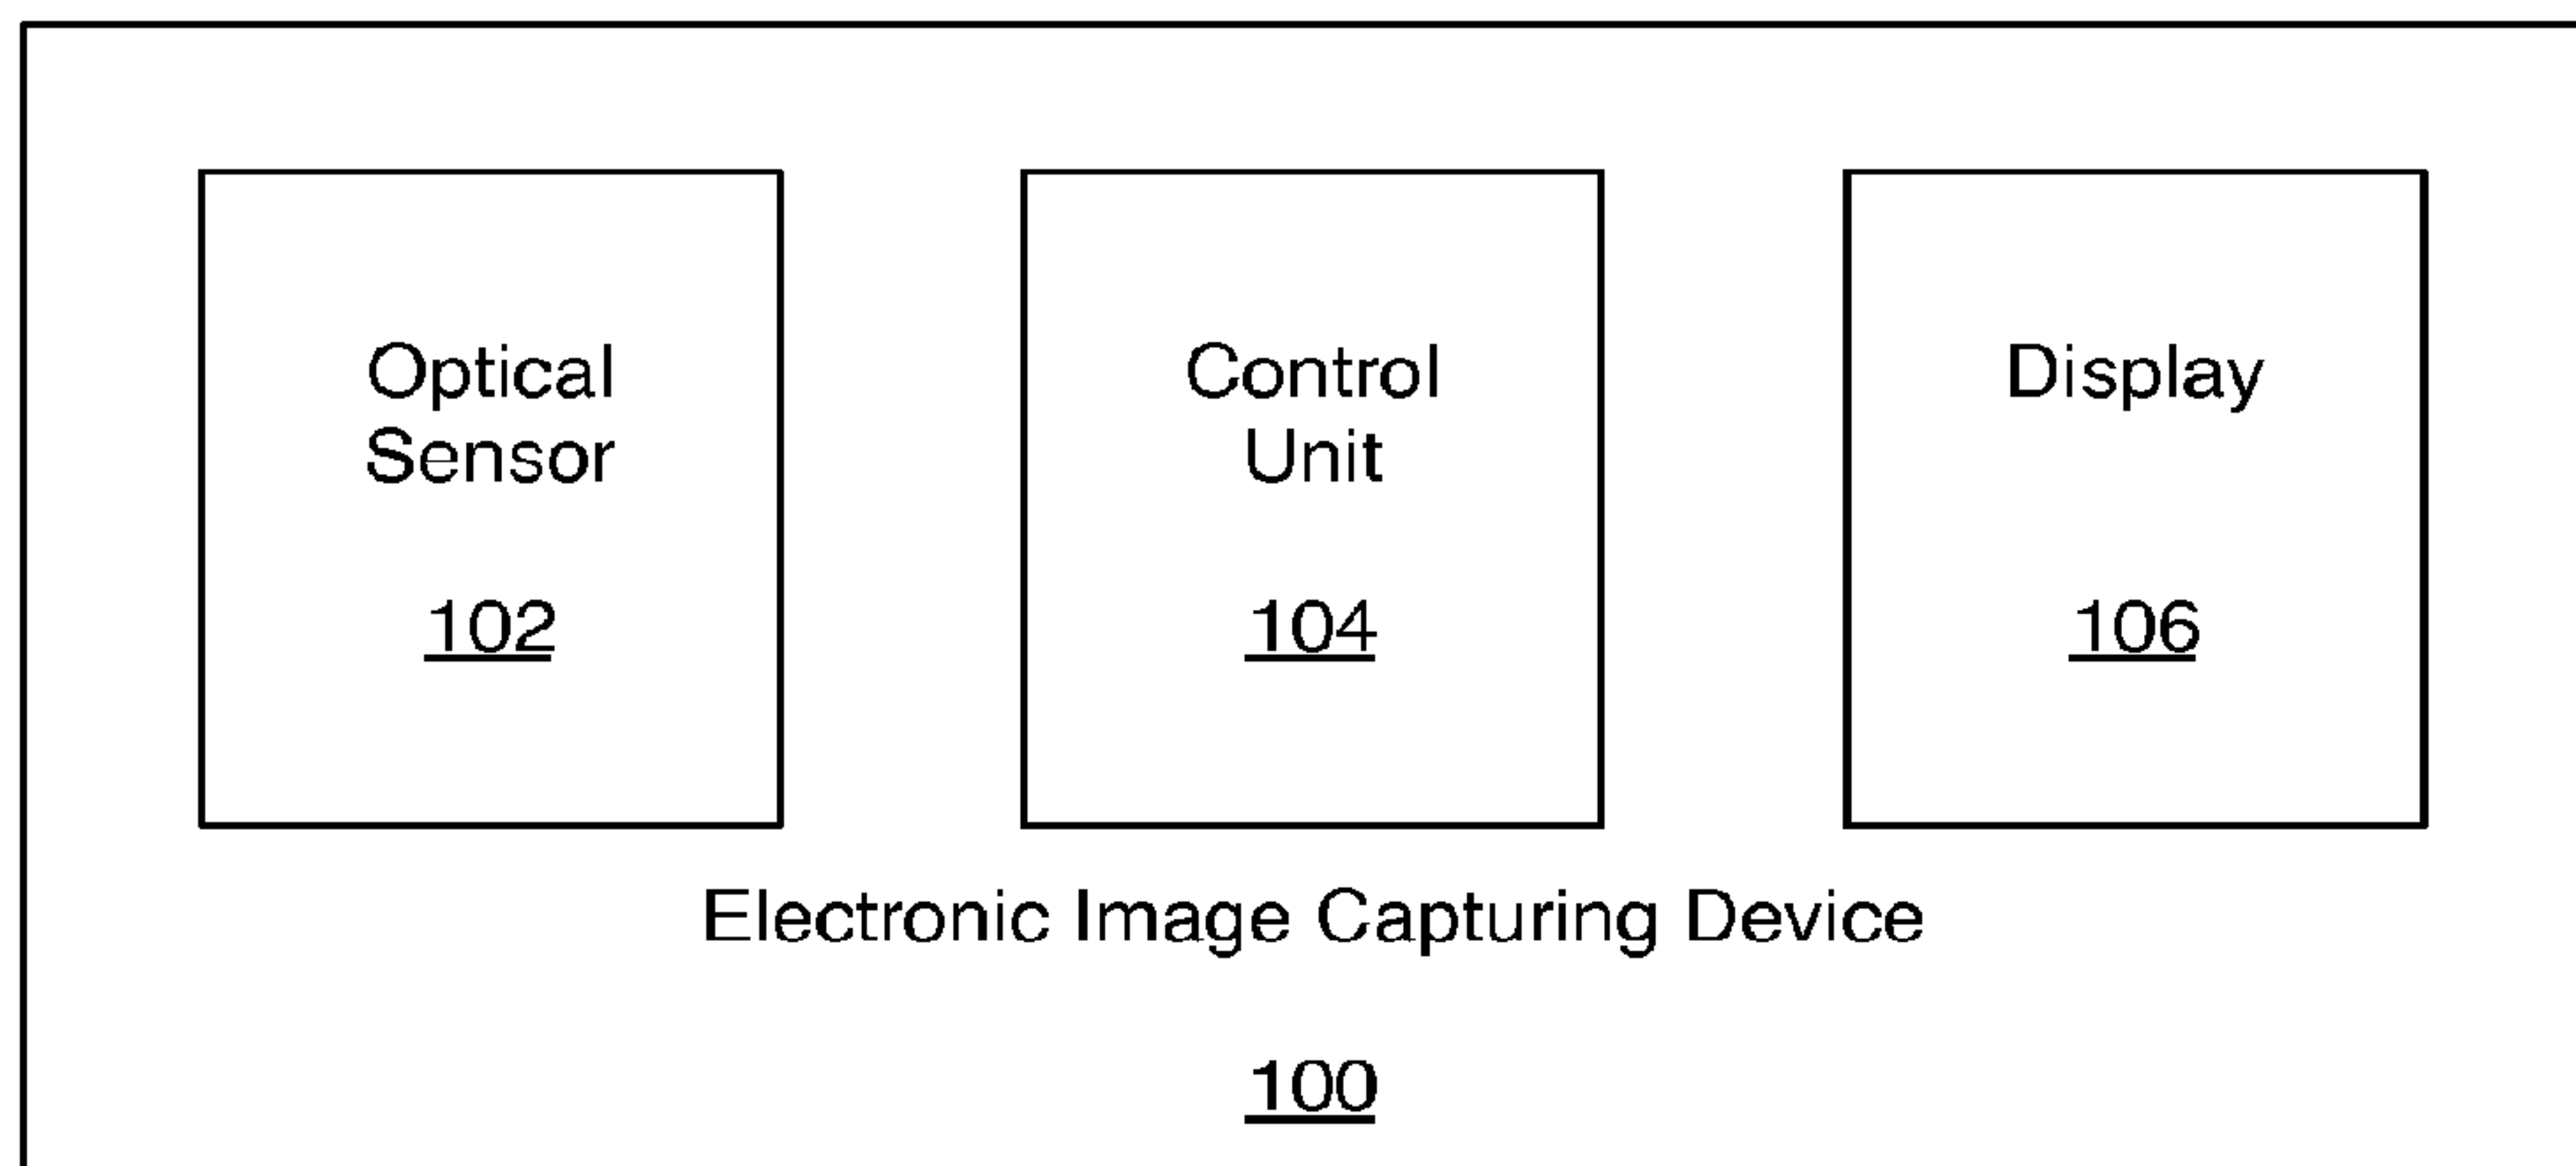 Optical
Sensor
102
Control
Unit
104
Display
106
Electronic Image Capturing Device
100